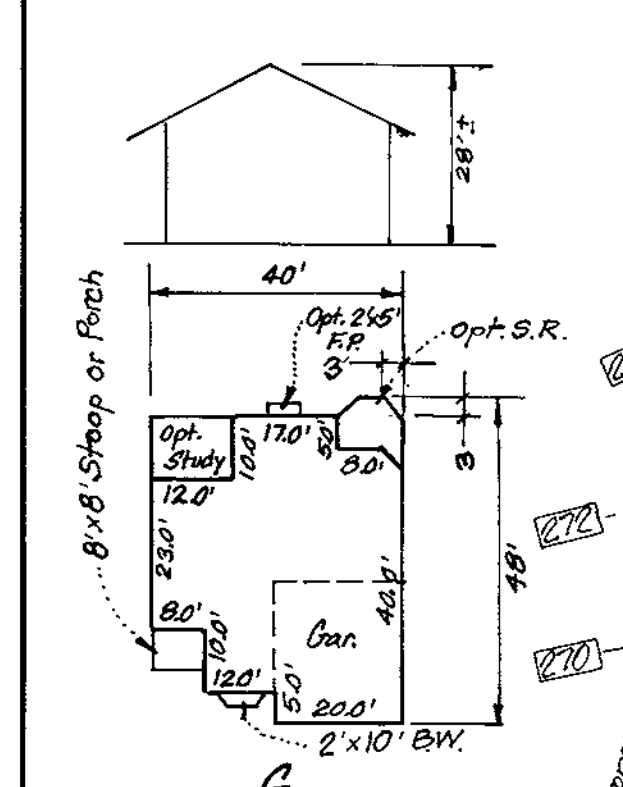 28'±
40'
8'x8' Stoop or Porch
Opt. 2'x5'
F.P.
3'
Opt. S.R.
3
Opt.
Study
10.0'
17.0'
5.0'
8.0'
12.0'
23.0'
48'
272
40.0'
8.0'
10.0'
Gar.
270
12.0'
5.0'
20.0'
2'x10' B.W.
G